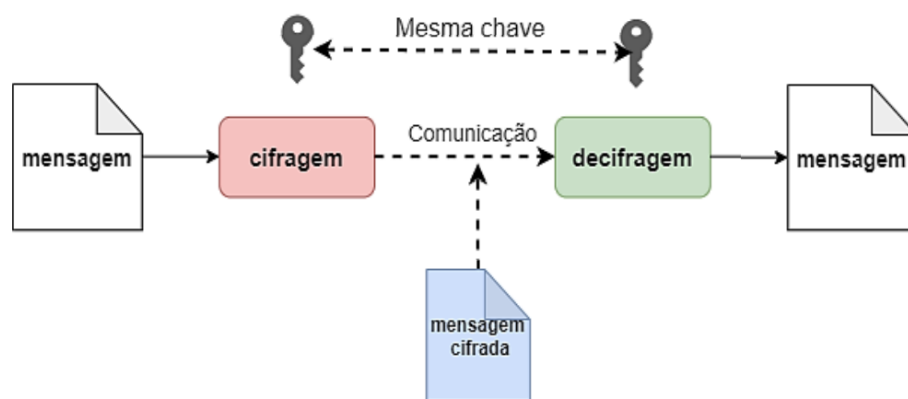 Mesma chave
mensagem
cifragem
Comunicação
decifragem
mensagem
mensagem
cifrada